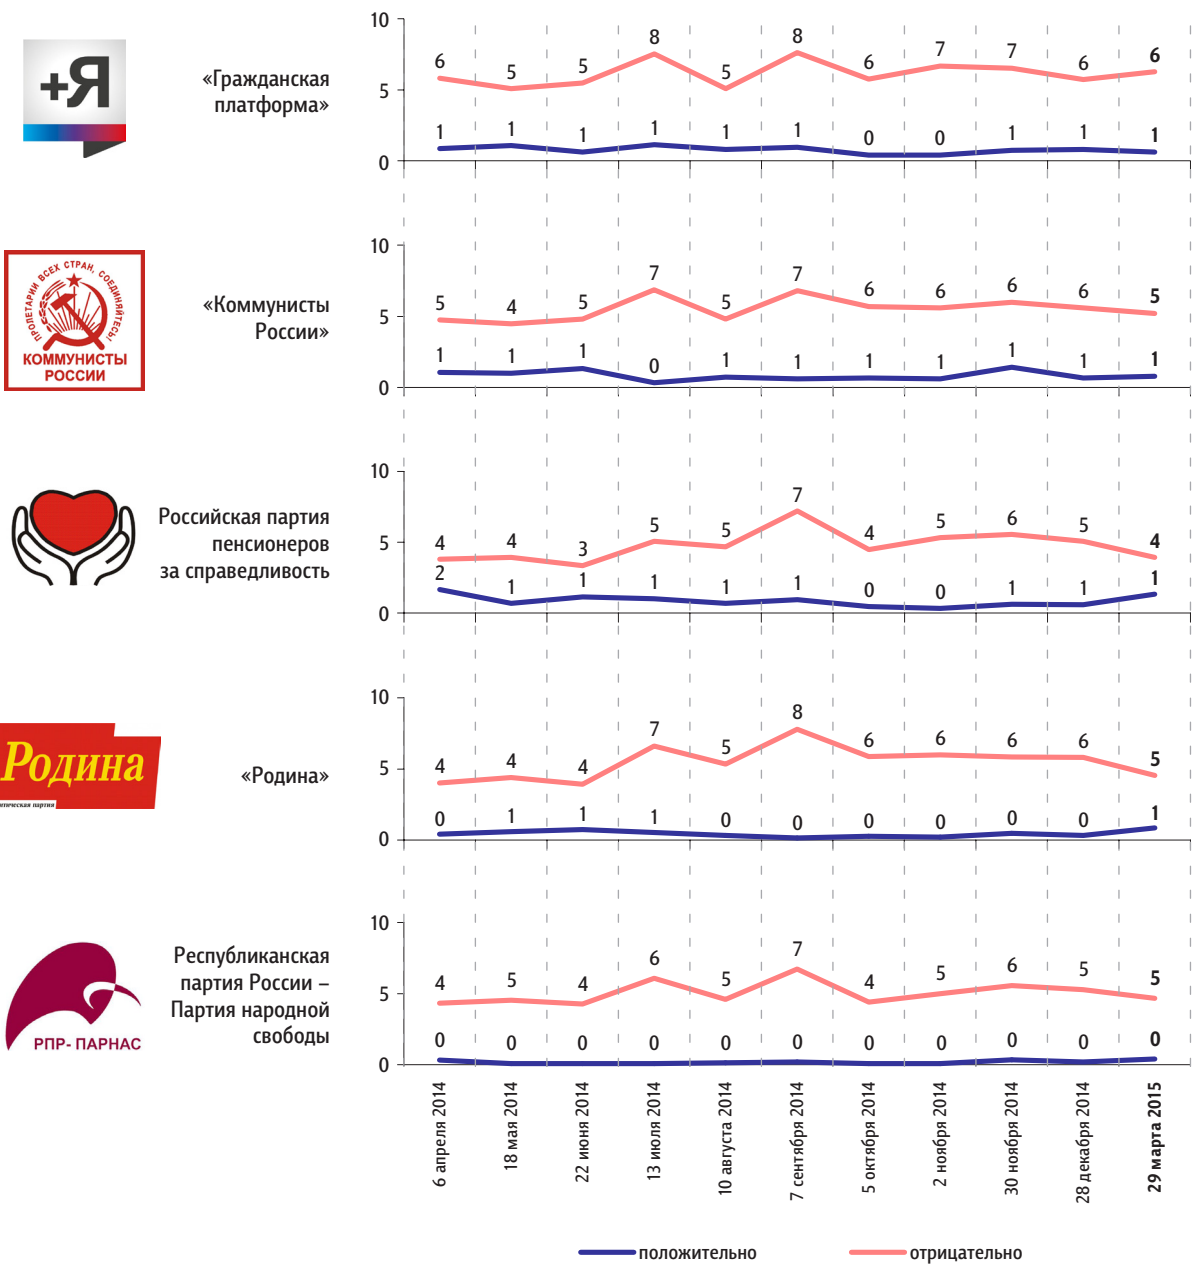 +Я
«Гражданская
платформа»
10
5
0
6 5 5 8 5 8 6 7 7 6 6
1 1 1 1 1 1 0 0 1 1 1
ПРОЛЕТАРИИ ВСЕХ СТРАН, СОЕДИНЯЙТЕСЬ!
КОММУНИСТЫ
РОССИИ
«Коммунисты
России»
10
5
0
5 4 5 7 5 7 6 6 6 6 5
1 1 1 0 1 1 1 1 1 1 1
Российская партия
пенсионеров
за справедливость
10
5
0
4 4 3 5 5 7 4 5 6 5 4
2 1 1 1 1 1 0 0 1 1 1
Родина
партия
«Родина»
10
5
0
4 4 4 7 5 8 6 6 6 6 5
0 1 1 1 0 0 0 0 0 0 1
РПР- ПАРНАС
Республиканская
партия России –
Партия народной
свободы
10
5
0
4 5 4 6 5 7 4 5 6 5 5
0 0 0 0 0 0 0 0 0 0 0
6 апреля 2014
18 мая 2014
22 июня 2014
13 июля 2014
10 августа 2014
7 сентября 2014
5 октября 2014
2 ноября 2014
30 ноября 2014
28 декабря 2014
29 марта 2015
положительно
отрицательно